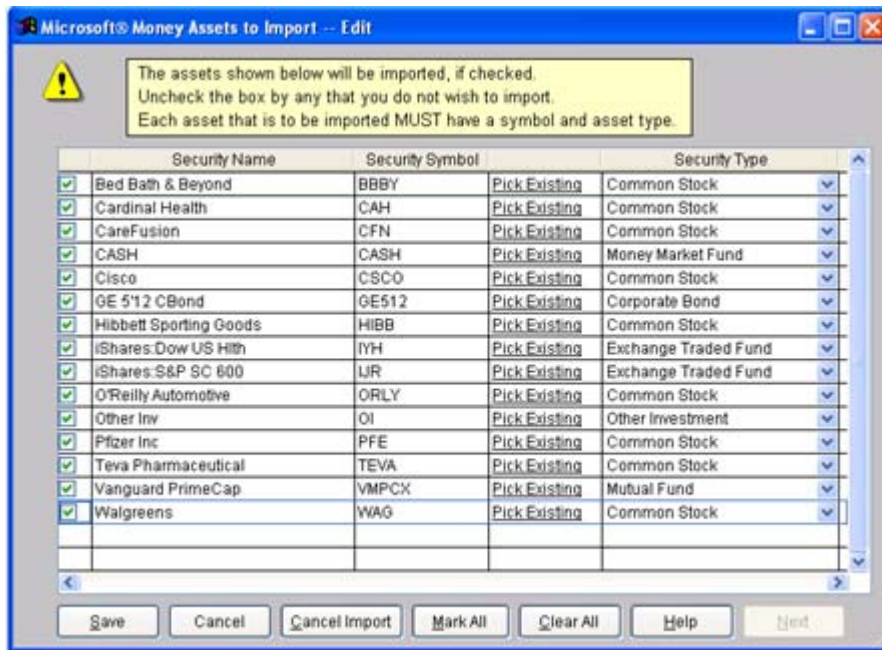 Microsoft® Money Assets to Import -- Edit
The assets shown below will be imported, if checked.
Uncheck the box by any that you do not wish to import.
Each asset that is to be imported MUST have a symbol and asset type.
Security Name Security Symbol Security Type
Bed Bath & Beyond BBBY Pick Existing Common Stock
Cardinal Health CAH Pick Existing Common Stock
CareFusion CFN Pick Existing Common Stock
CASH CASH Pick Existing Money Market Fund
Cisco CSCO Pick Existing Common Stock
GE 5'12 CBond GE512 Pick Existing Corporate Bond
Hibbett Sporting Goods HIBB Pick Existing Common Stock
iShares:Dow US Hlth IYH Pick Existing Exchange Traded Fund
iShares:S&P SC 600 IJR Pick Existing Exchange Traded Fund
O'Reilly Automotive ORLY Pick Existing Common Stock
Other Inv OI Pick Existing Other Investment
Pfizer Inc PFE Pick Existing Common Stock
Teva Pharmaceutical TEVA Pick Existing Common Stock
Vanguard PrimeCap VMPCX Pick Existing Mutual Fund
Walgreens WAG Pick Existing Common Stock
Save Cancel Cancel Import Mark All Clear All Help Next